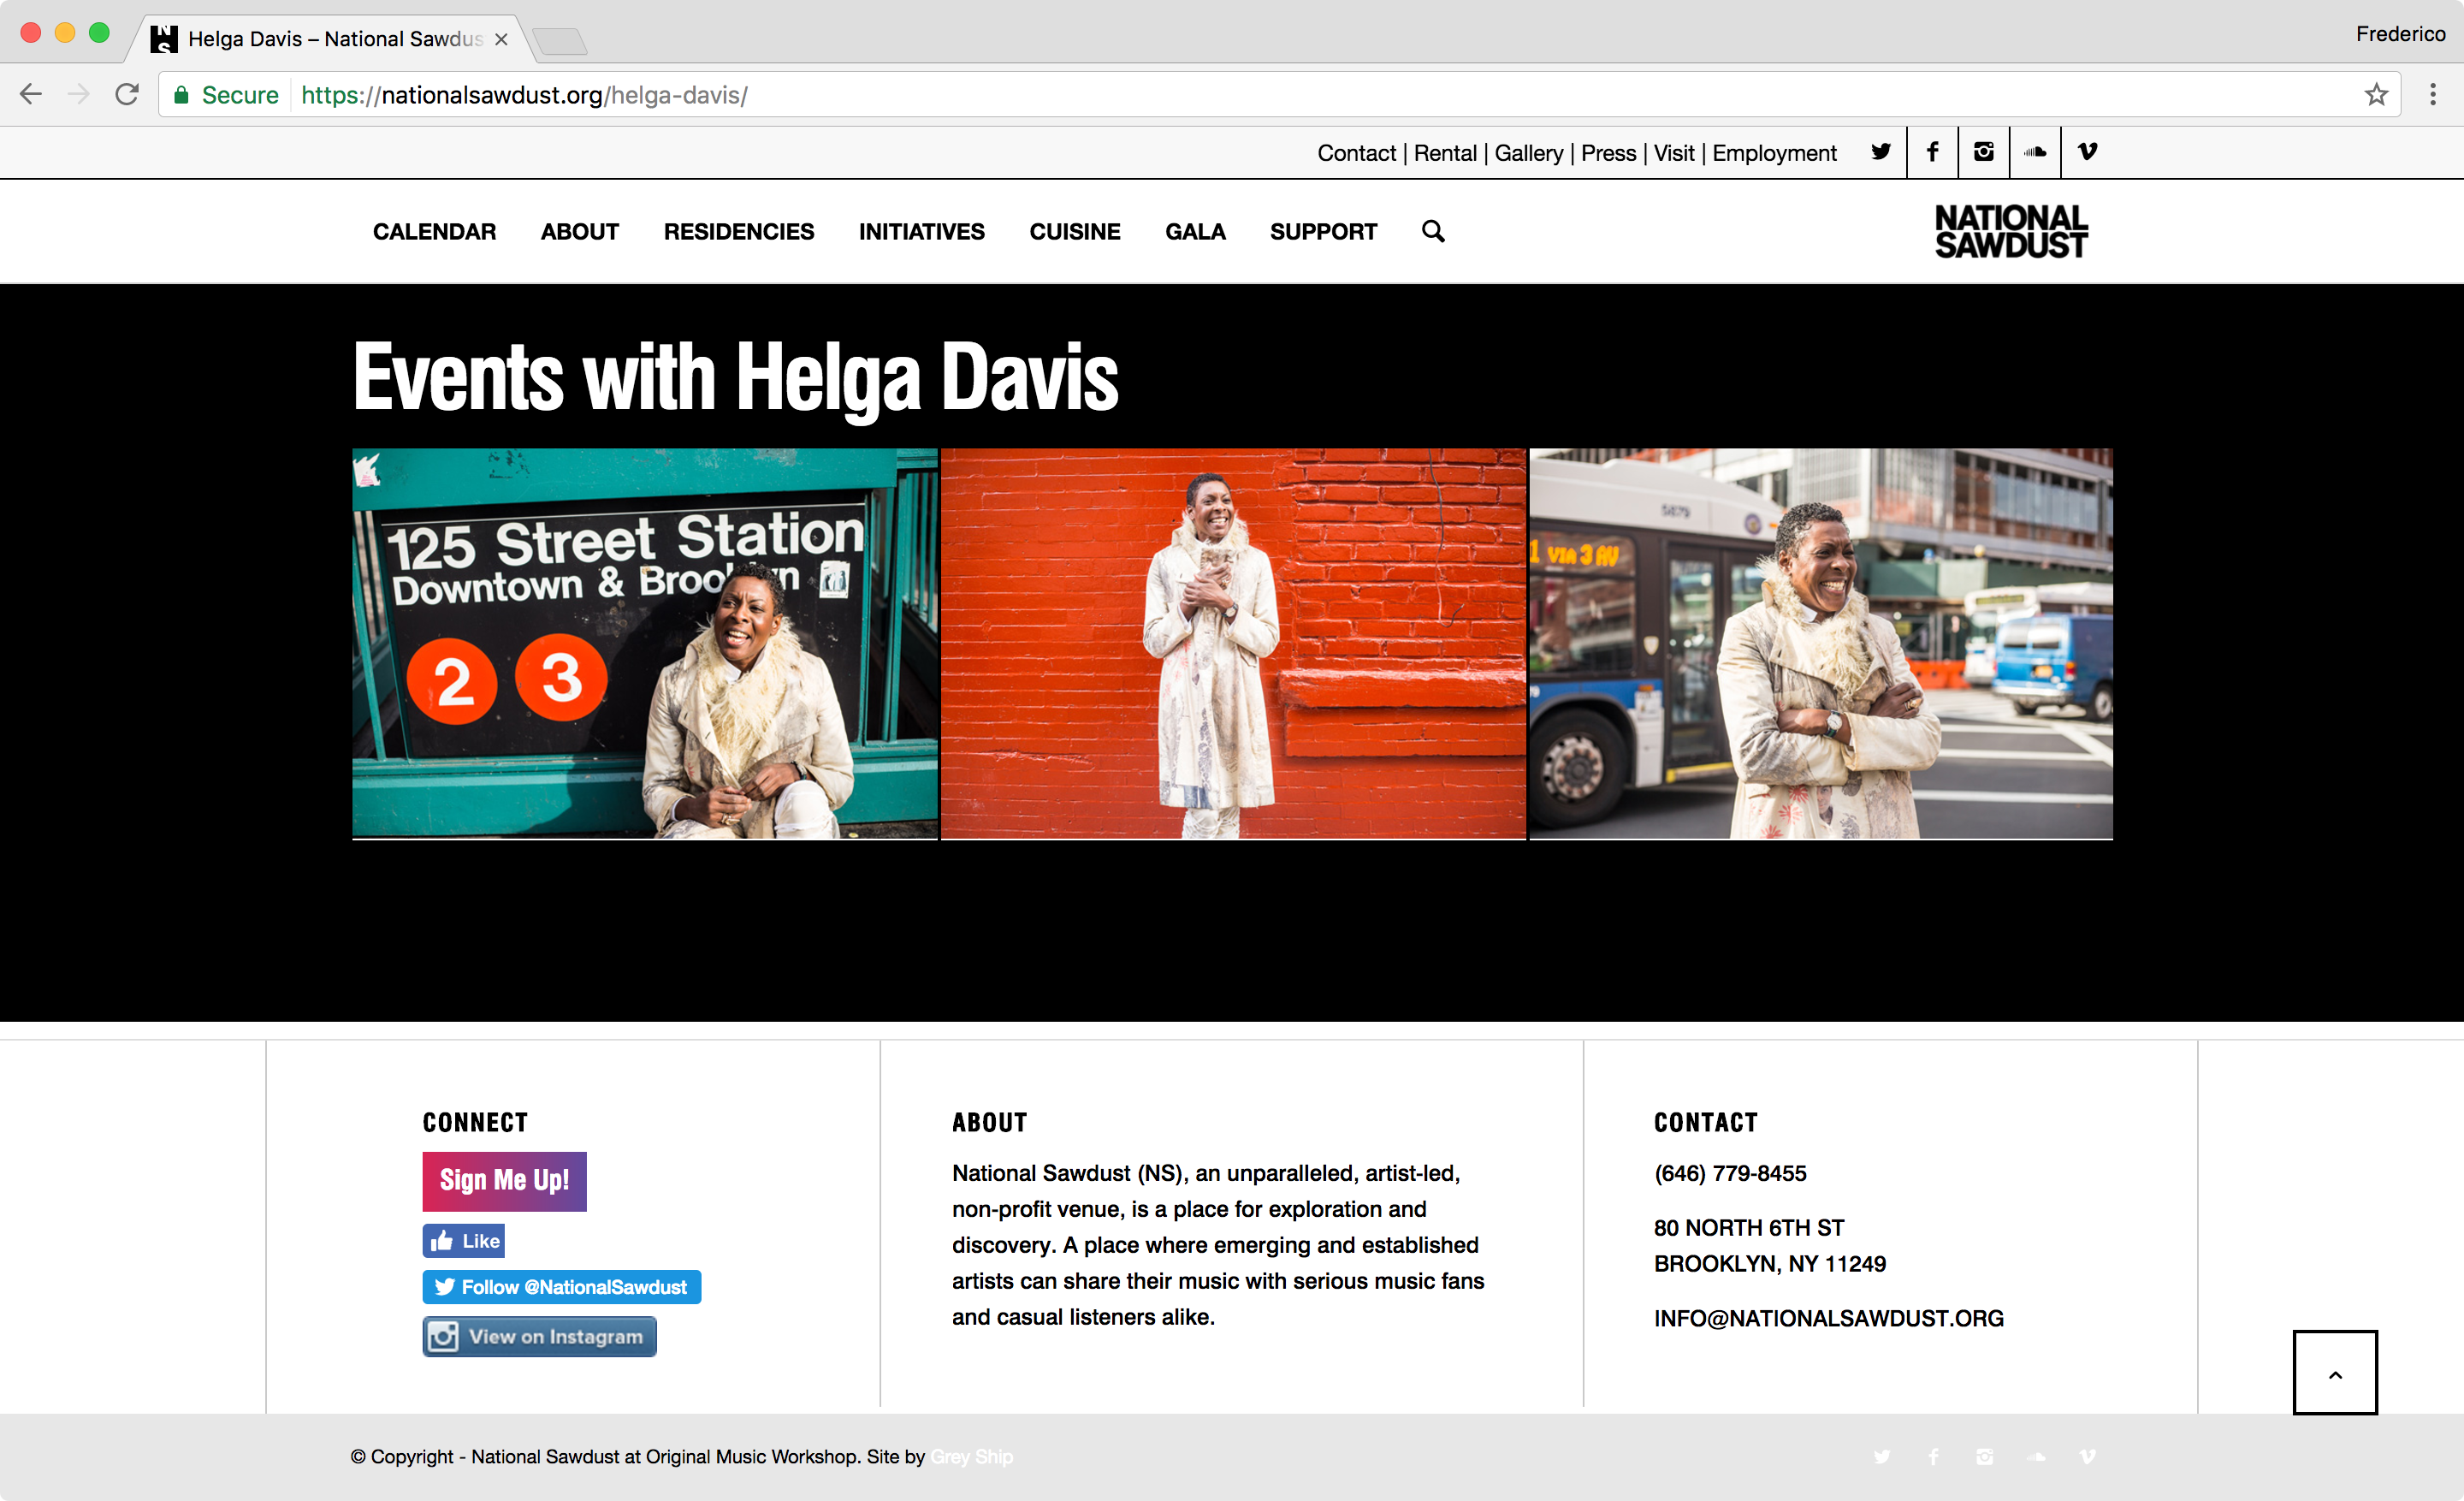 Helga Davis – National Sawdus
Frederico
Secure
https://nationalsawdust.org/helga-davis/
Contact | Rental | Gallery | Press | Visit | Employment
CALENDAR ABOUT RESIDENCIES INITIATIVES CUISINE GALA SUPPORT
NATIONAL
SAWDUST
Events with Helga Davis
125 Street Station
Downtown & Brooklyn
2 3
5879
1 VIA 3 AV
CONNECT
Sign Me Up!
Like
Follow @NationalSawdust
View on Instagram
ABOUT
National Sawdust (NS), an unparalleled, artist-led,
non-profit venue, is a place for exploration and
discovery. A place where emerging and established
artists can share their music with serious music fans
and casual listeners alike.
CONTACT
(646) 779-8455
80 NORTH 6TH ST
BROOKLYN, NY 11249
INFO@NATIONALSAWDUST.ORG
© Copyright - National Sawdust at Original Music Workshop. Site by Grey Ship